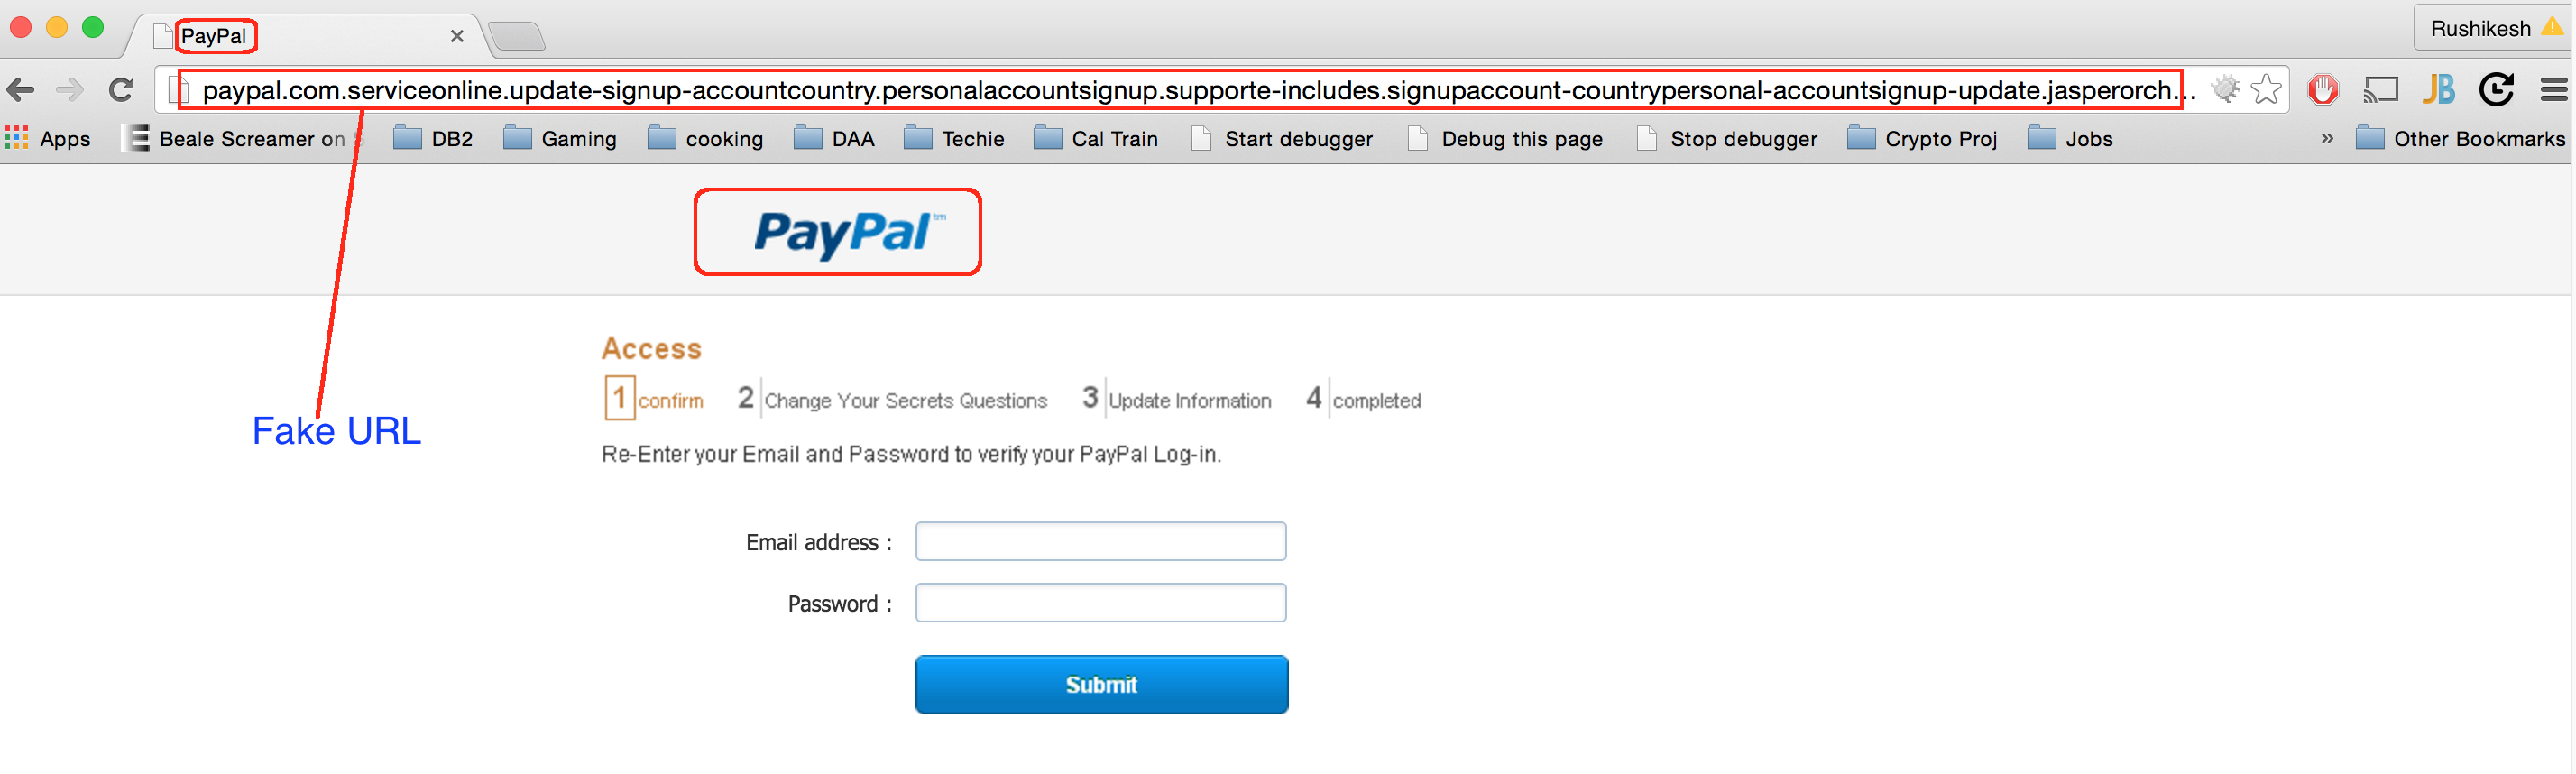 PayPal
Rushikesh
paypal.com.serviceonline.update-signup-accountcountry.personalaccountsignup.supporte-includes.signupaccount-countrypersonal-accountsignup-update.jasperorch...
Apps Beale Screamer on DB2 Gaming cooking DAA Techie Cal Train Start debugger Debug this page Stop debugger Crypto Proj Jobs » Other Bookmarks
JB
PayPal™
Access
1 confirm 2 Change Your Secrets Questions 3 Update Information 4 completed
Fake URL
Re-Enter your Email and Password to verify your PayPal Log-in.
Email address :
Password :
Submit